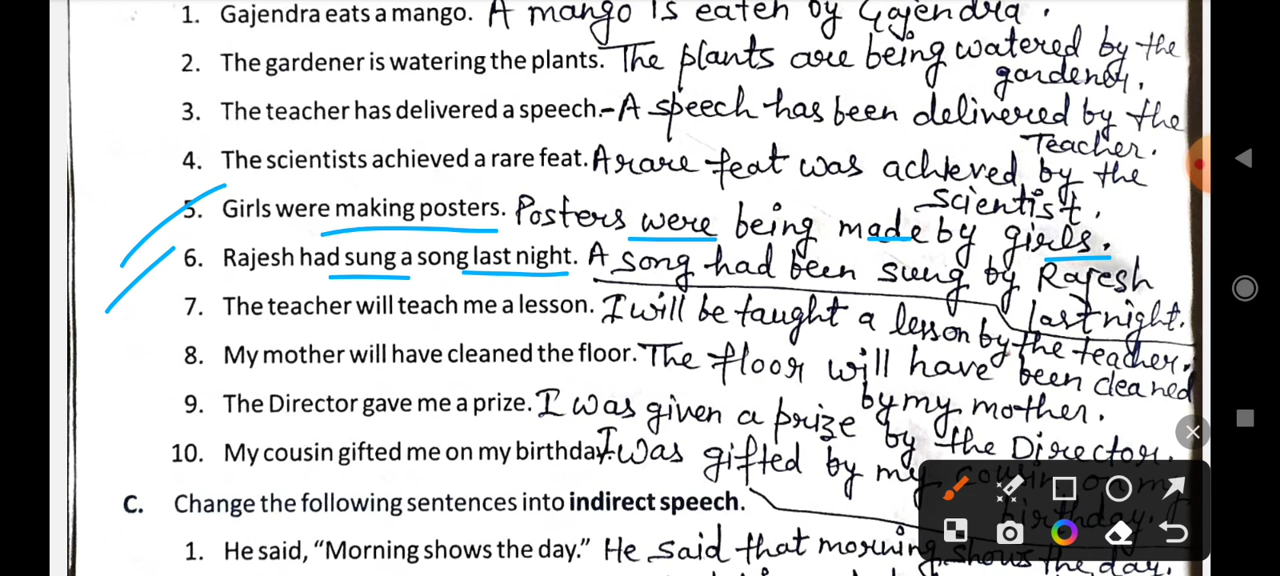 1. Gajendra eats a mango. A mango is eaten by Gajendra.
2. The gardener is watering the plants. The plants are being watered by the
gardener.
3. The teacher has delivered a speech.-A speech has been delivered by the
Teacher.
4. The scientists achieved a rare feat. A rare feat was achieved by the
Scientist.
5. Girls were making posters. Posters were being made by girls.
6. Rajesh had sung a song last night. A song had been sung by Rajesh
last night.
7. The teacher will teach me a lesson. I will be taught a lesson by the teacher.
8. My mother will have cleaned the floor. The floor will have been cleaned
by my mother.
9. The Director gave me a prize. I was given a prize by the Director.
10. My cousin gifted me on my birthday. I was gifted by my cousin on my
birthday.
C. Change the following sentences into indirect speech.
1. He said, “Morning shows the day.” He said that morning shows the day.